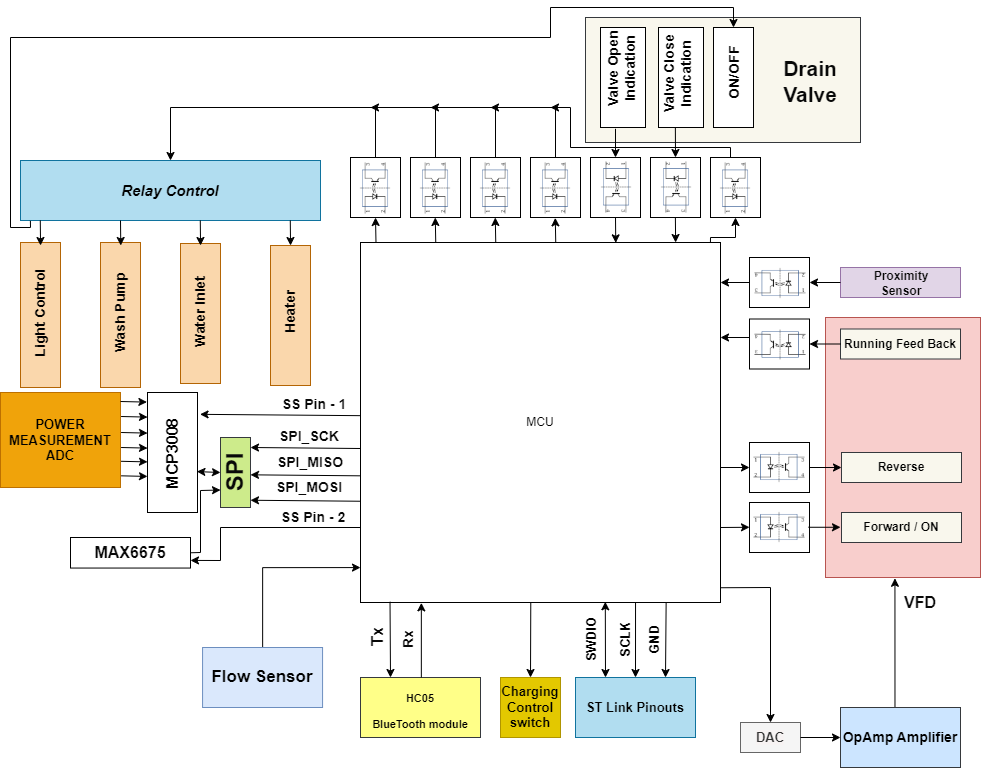 Valve Open
Indication
Valve Close
Indication
ON/OFF
Drain
Valve
Relay Control
Light Control
Wash Pump
Water Inlet
Heater
Proximity
Sensor
Running Feed Back
Reverse
Forward / ON
VFD
MCU
POWER
MEASUREMENT
ADC
MCP3008
SPI
SS Pin - 1
SPI_SCK
SPI_MISO
SPI_MOSI
SS Pin - 2
MAX6675
Flow Sensor
Tx
Rx
SWDIO
SCLK
GND
HC05
BlueTooth module
Charging
Control
switch
ST Link Pinouts
DAC
OpAmp Amplifier